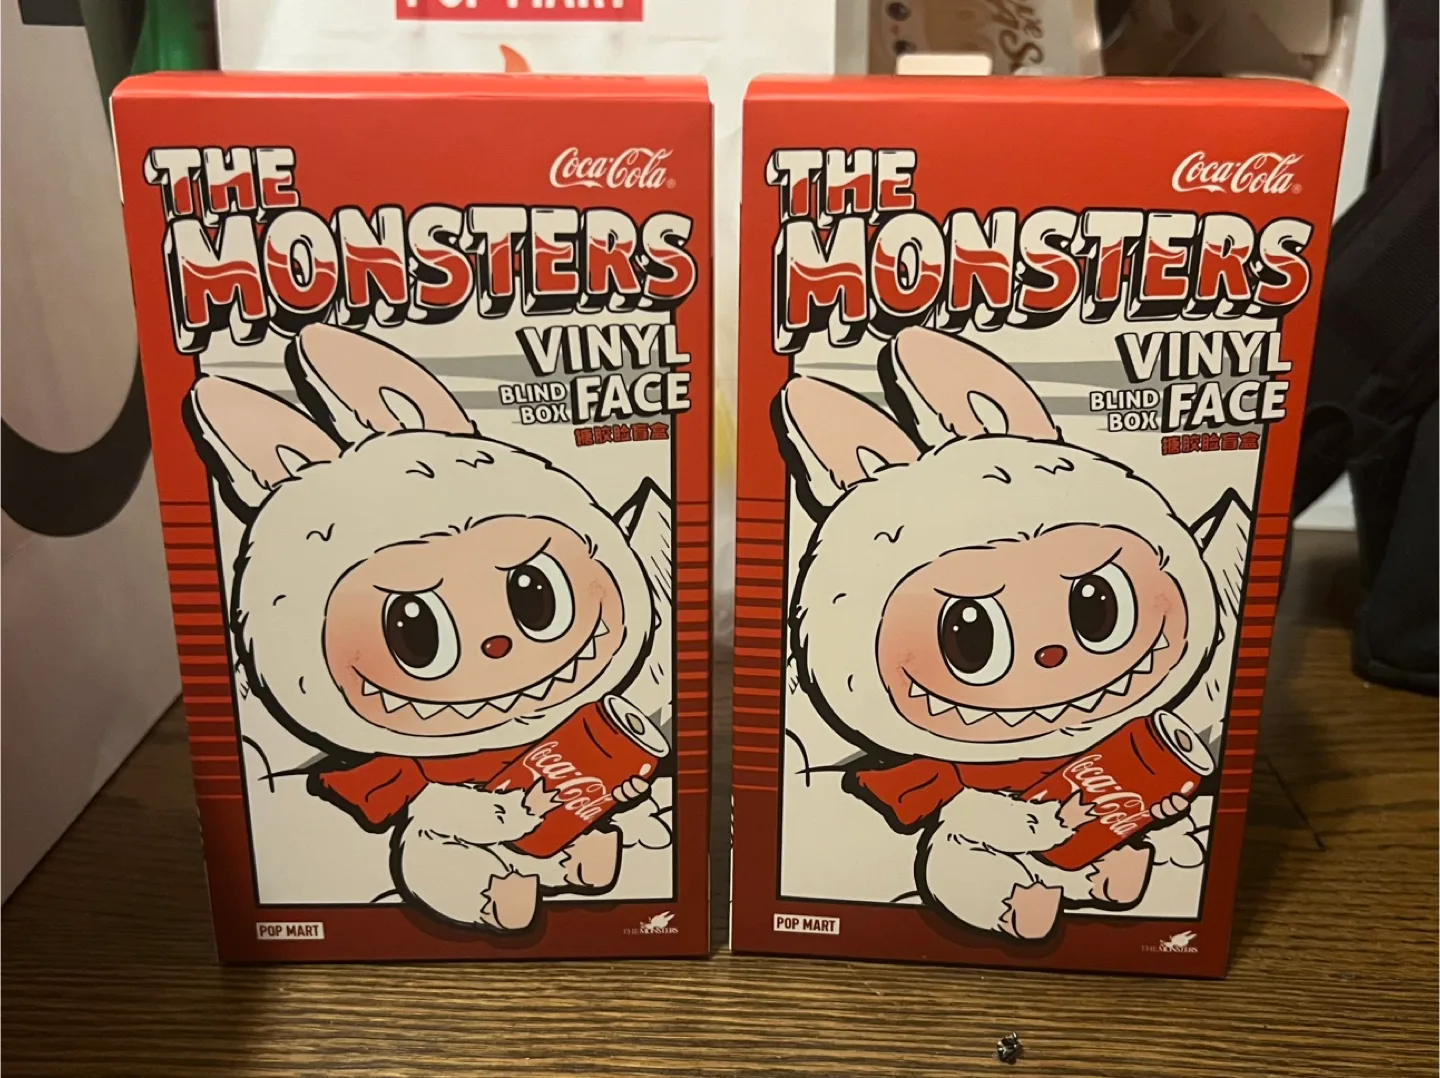 POP MART
THE
MONSTERS
Coca-Cola
VINYL
BLIND BOX
FACE
搪胶脸盲盒
Coca-Cola
POP MART
THE MONSTERS
THE
MONSTERS
Coca-Cola
VINYL
BLIND BOX
FACE
搪胶脸盲盒
Coca-Cola
POP MART
THE MONSTERS